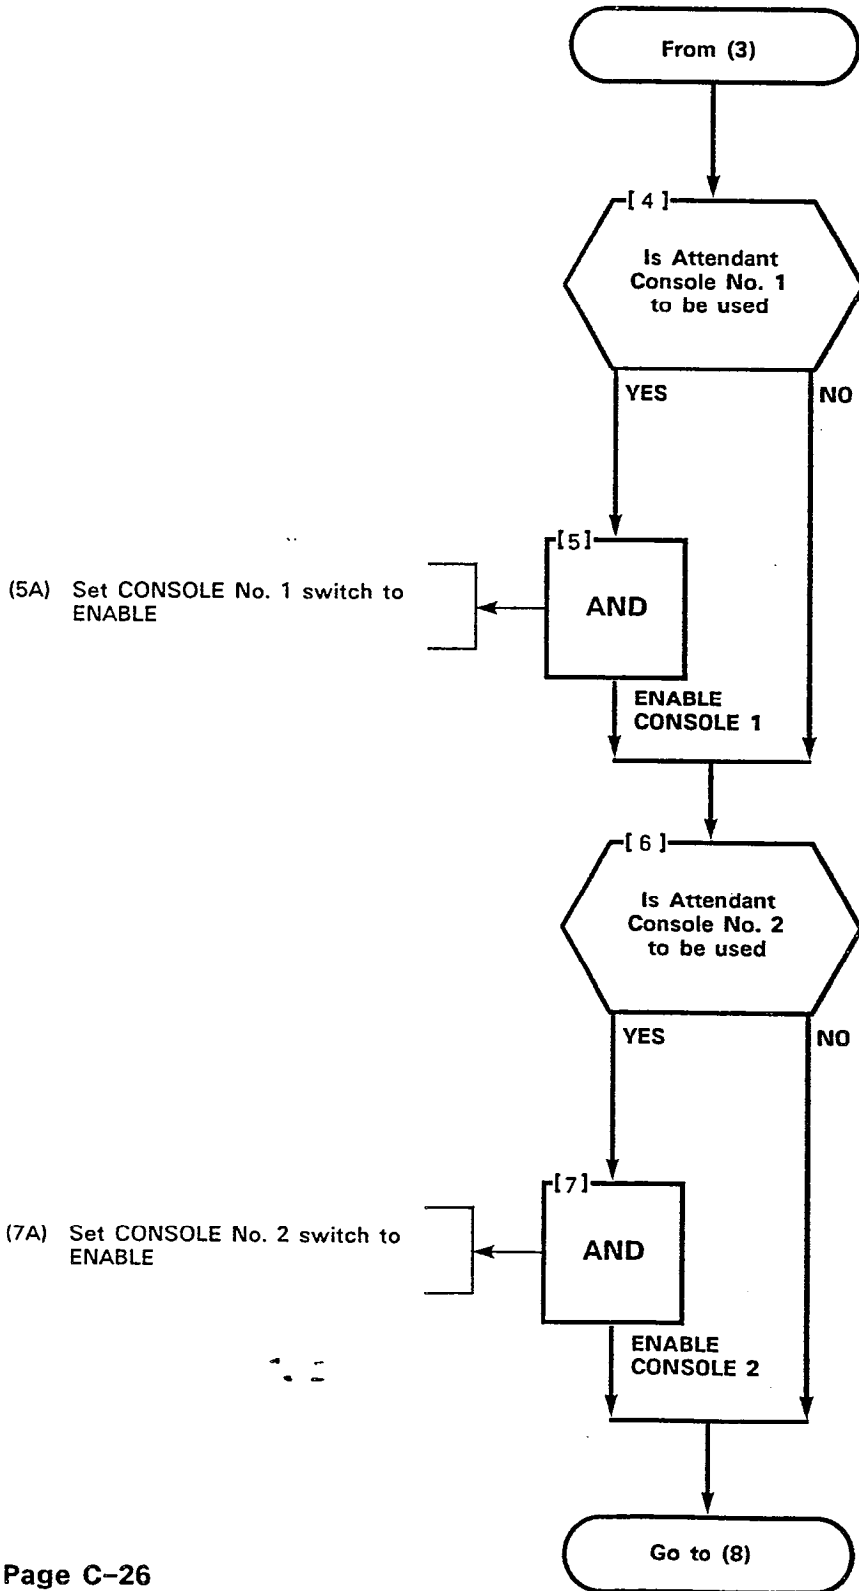 From (3)
[ 4 ]
Is Attendant
Console No. 1
to be used
YES
NO
[5]
(5A) Set CONSOLE No. 1 switch to
ENABLE
AND
ENABLE
CONSOLE 1
[ 6 ]
Is Attendant
Console No. 2
to be used
YES
NO
[7]
(7A) Set CONSOLE No. 2 switch to
ENABLE
AND
ENABLE
CONSOLE 2
Go to (8)
Page C-26